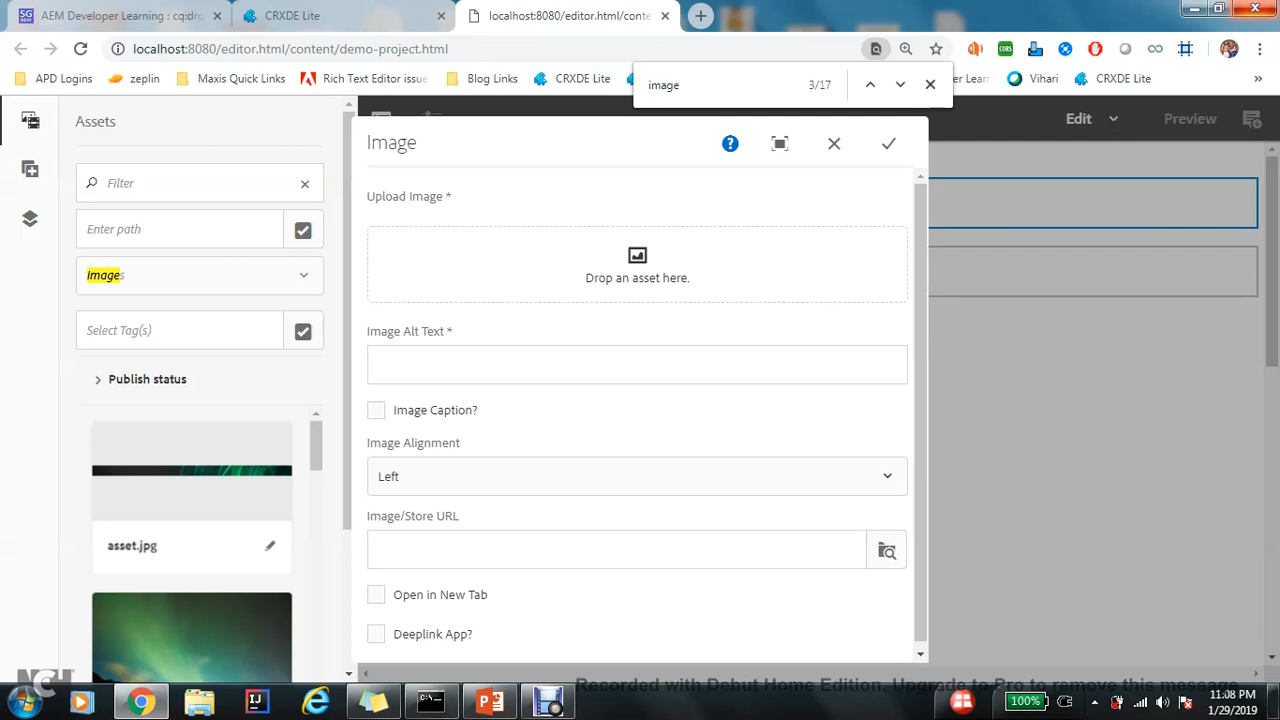 AEM Developer Learning : cq:dro
CRXDE Lite
localhost:8080/editor.html/conte
localhost:8080/editor.html/content/demo-project.html
APD Logins
zeplin
Maxis Quick Links
Rich Text Editor issue
Blog Links
CRXDE Lite
er Learn
Vihari
CRXDE Lite
»
image
3/17
Assets
Edit
Preview
Image
Filter
Upload Image *
Enter path
Drop an asset here.
Images
Select Tag(s)
Image Alt Text *
Publish status
Image Caption?
Image Alignment
Left
Image/Store URL
asset.jpg
Open in New Tab
Deeplink App?
NCH
Recorded with Debut Home Edition. Upgrade to Pro to remove this message
100%
11:08 PM
1/29/2019